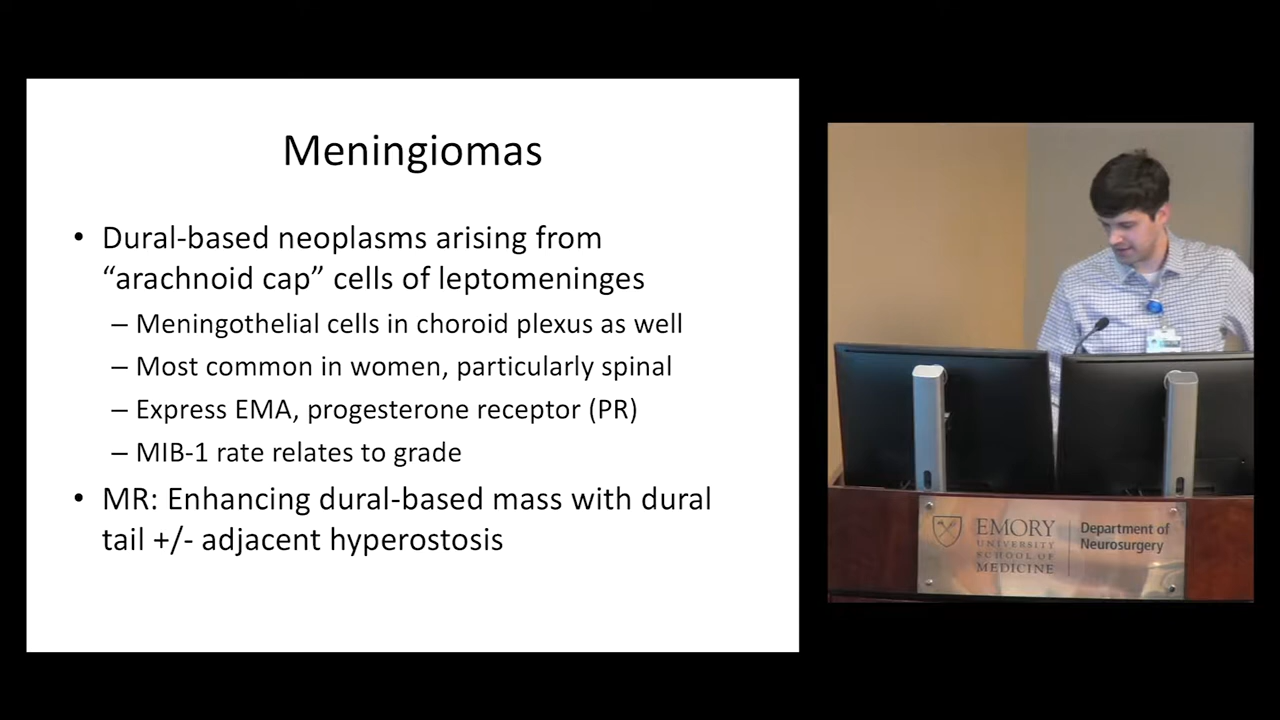 Meningiomas
• Dural-based neoplasms arising from
“arachnoid cap” cells of leptomeninges
– Meningothelial cells in choroid plexus as well
– Most common in women, particularly spinal
– Express EMA, progesterone receptor (PR)
– MIB-1 rate relates to grade
• MR: Enhancing dural-based mass with dural
tail +/- adjacent hyperostosis
EMORY
UNIVERSITY
SCHOOL OF
MEDICINE
Department of
Neurosurgery